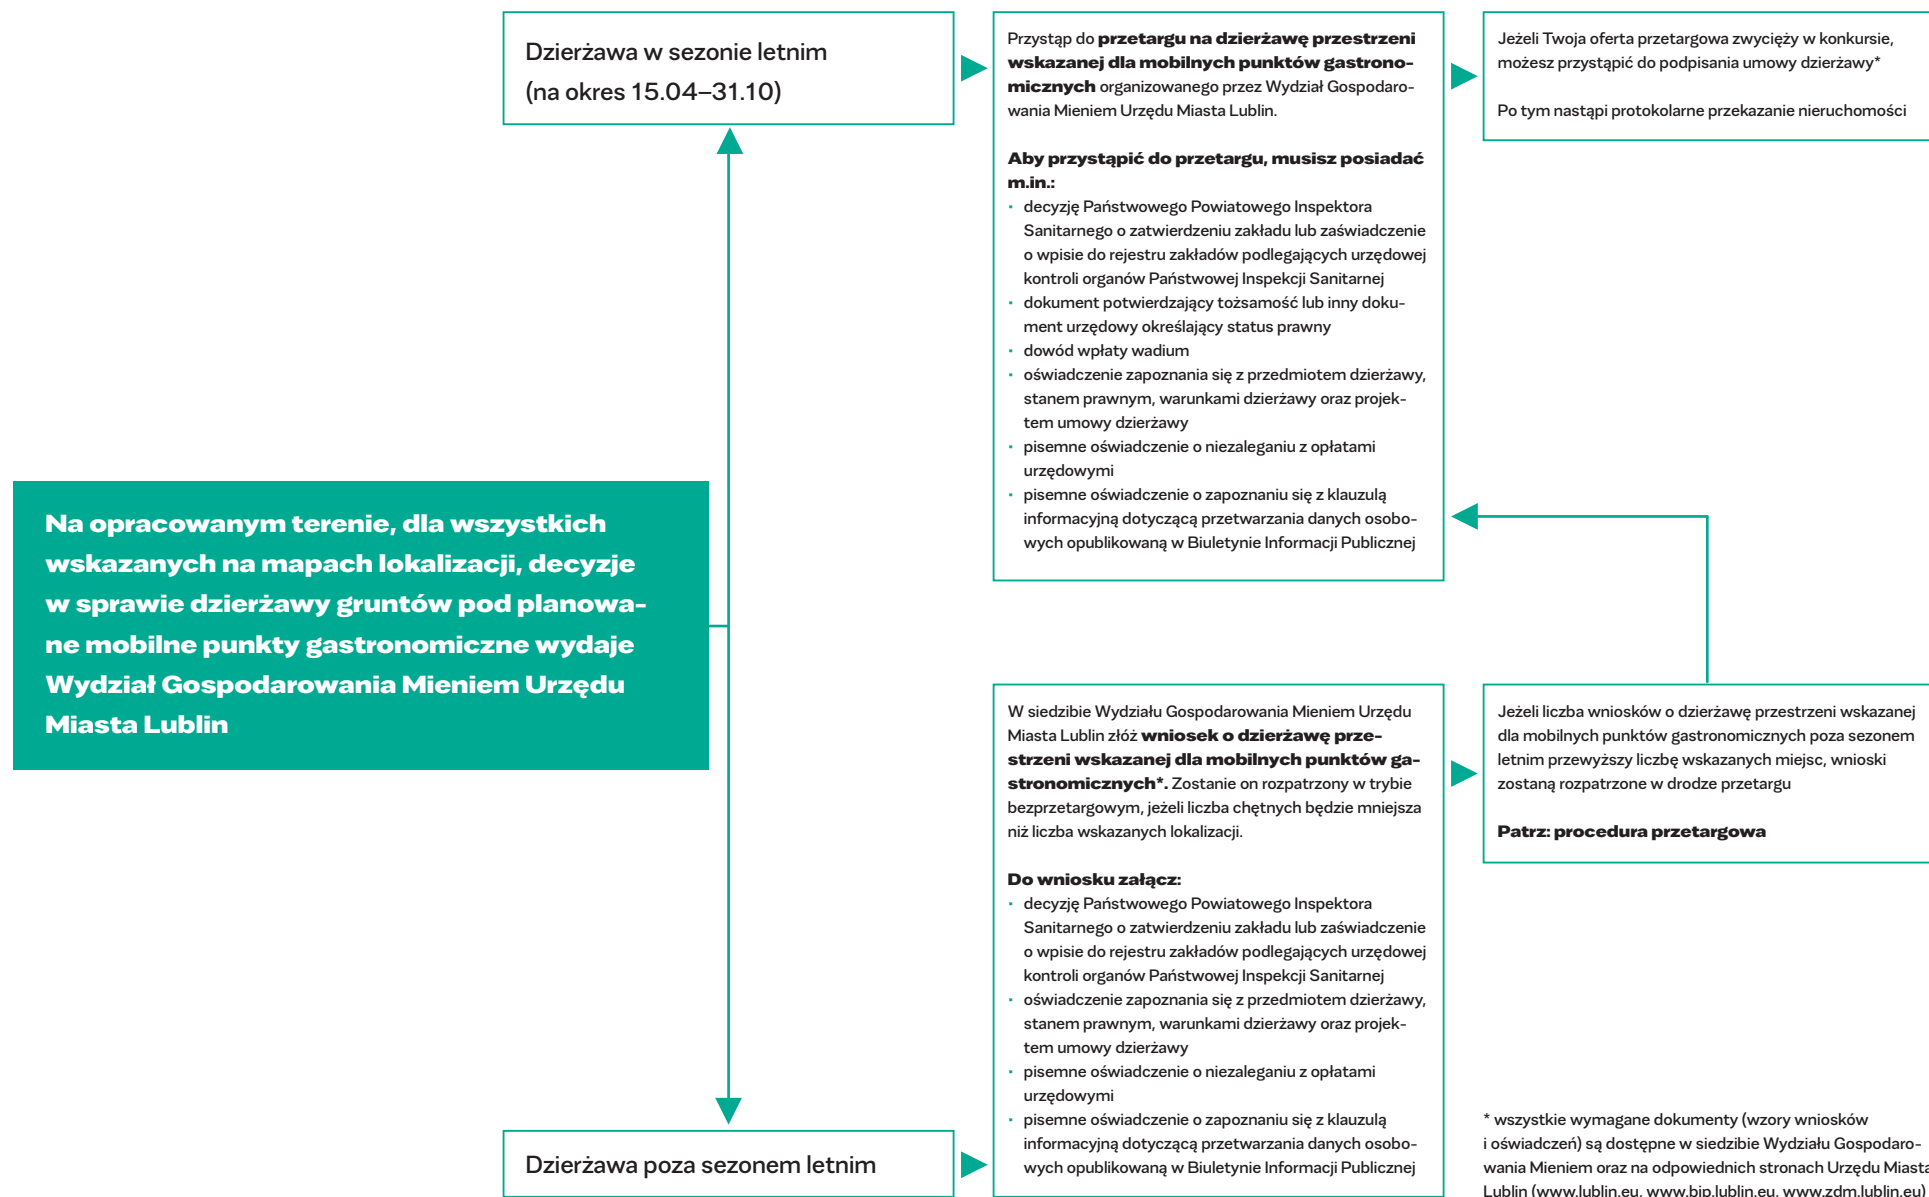 Dzierżawa w sezonie letnim
(na okres 15.04–31.10)
Przystąp do przetargu na dzierżawę przestrzeni
wskazanej dla mobilnych punktów gastrono-
micznych organizowanego przez Wydział Gospodaro-
wania Mieniem Urzędu Miasta Lublin.
Aby przystąpić do przetargu, musisz posiadać
m.in.:
• decyzję Państwowego Powiatowego Inspektora
Sanitarnego o zatwierdzeniu zakładu lub zaświadczenie
o wpisie do rejestru zakładów podlegających urzędowej
kontroli organów Państwowej Inspekcji Sanitarnej
• dokument potwierdzający tożsamość lub inny doku-
ment urzędowy określający status prawny
• dowód wpłaty wadium
• oświadczenie zapoznania się z przedmiotem dzierżawy,
stanem prawnym, warunkami dzierżawy oraz projek-
tem umowy dzierżawy
• pisemne oświadczenie o niezaleganiu z opłatami
urzędowymi
• pisemne oświadczenie o zapoznaniu się z klauzulą
informacyjną dotyczącą przetwarzania danych osobo-
wych opublikowaną w Biuletynie Informacji Publicznej
Jeżeli Twoja oferta przetargowa zwycięży w konkursie,
możesz przystąpić do podpisania umowy dzierżawy*
Po tym nastąpi protokolarne przekazanie nieruchomości
Na opracowanym terenie, dla wszystkich
wskazanych na mapach lokalizacji, decyzje
w sprawie dzierżawy gruntów pod planowa-
ne mobilne punkty gastronomiczne wydaje
Wydział Gospodarowania Mieniem Urzędu
Miasta Lublin
Dzierżawa poza sezonem letnim
W siedzibie Wydziału Gospodarowania Mieniem Urzędu
Miasta Lublin złóż wniosek o dzierżawę prze-
strzeni wskazanej dla mobilnych punktów ga-
stronomicznych*. Zostanie on rozpatrzony w trybie
bezprzetargowym, jeżeli liczba chętnych będzie mniejsza
niż liczba wskazanych lokalizacji.
Do wniosku załącz:
• decyzję Państwowego Powiatowego Inspektora
Sanitarnego o zatwierdzeniu zakładu lub zaświadczenie
o wpisie do rejestru zakładów podlegających urzędowej
kontroli organów Państwowej Inspekcji Sanitarnej
• oświadczenie zapoznania się z przedmiotem dzierżawy,
stanem prawnym, warunkami dzierżawy oraz projek-
tem umowy dzierżawy
• pisemne oświadczenie o niezaleganiu z opłatami
urzędowymi
• pisemne oświadczenie o zapoznaniu się z klauzulą
informacyjną dotyczącą przetwarzania danych osobo-
wych opublikowaną w Biuletynie Informacji Publicznej
Jeżeli liczba wniosków o dzierżawę przestrzeni wskazanej
dla mobilnych punktów gastronomicznych poza sezonem
letnim przewyższy liczbę wskazanych miejsc, wnioski
zostaną rozpatrzone w drodze przetargu
Patrz: procedura przetargowa
* wszystkie wymagane dokumenty (wzory wniosków
i oświadczeń) są dostępne w siedzibie Wydziału Gospodaro-
wania Mieniem oraz na odpowiednich stronach Urzędu Miasta
Lublin (www.lublin.eu, www.bip.lublin.eu, www.zdm.lublin.eu)